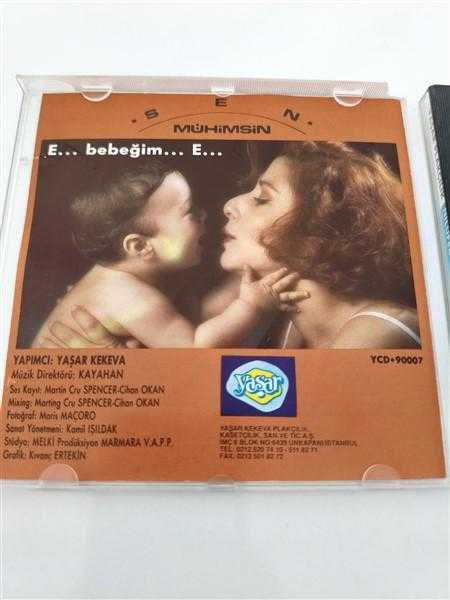 • S E N •
MÜHİMSİN
E... bebeğim... E...
YAPIMCI: YAŞAR KEKEVA
Müzik Direktörü: KAYAHAN
Ses Kayıt: Martin Cru SPENCER-Cihan OKAN
Mixing: Marting Cru SPENCER-Cihan OKAN
Fotoğraf: Moris MACORO
Sanat Yönetmeni: Kamil IŞILDAK
Stüdyo: MELKİ Prodüksiyon MARMARA V.A.P.P.
Grafik: Kıvanç ERTEKİN
yaşar
YCD•90007
YAŞAR KEKEVA PLAKÇILIK,
KASETÇİLİK, SAN.VE TİC.A.Ş.
İMÇ 6 BLOK NO 6435 UNKAPANI/İSTANBUL
TEL: 0212 520 74 10 - 511 82 71
FAX: 0212 501 82 72